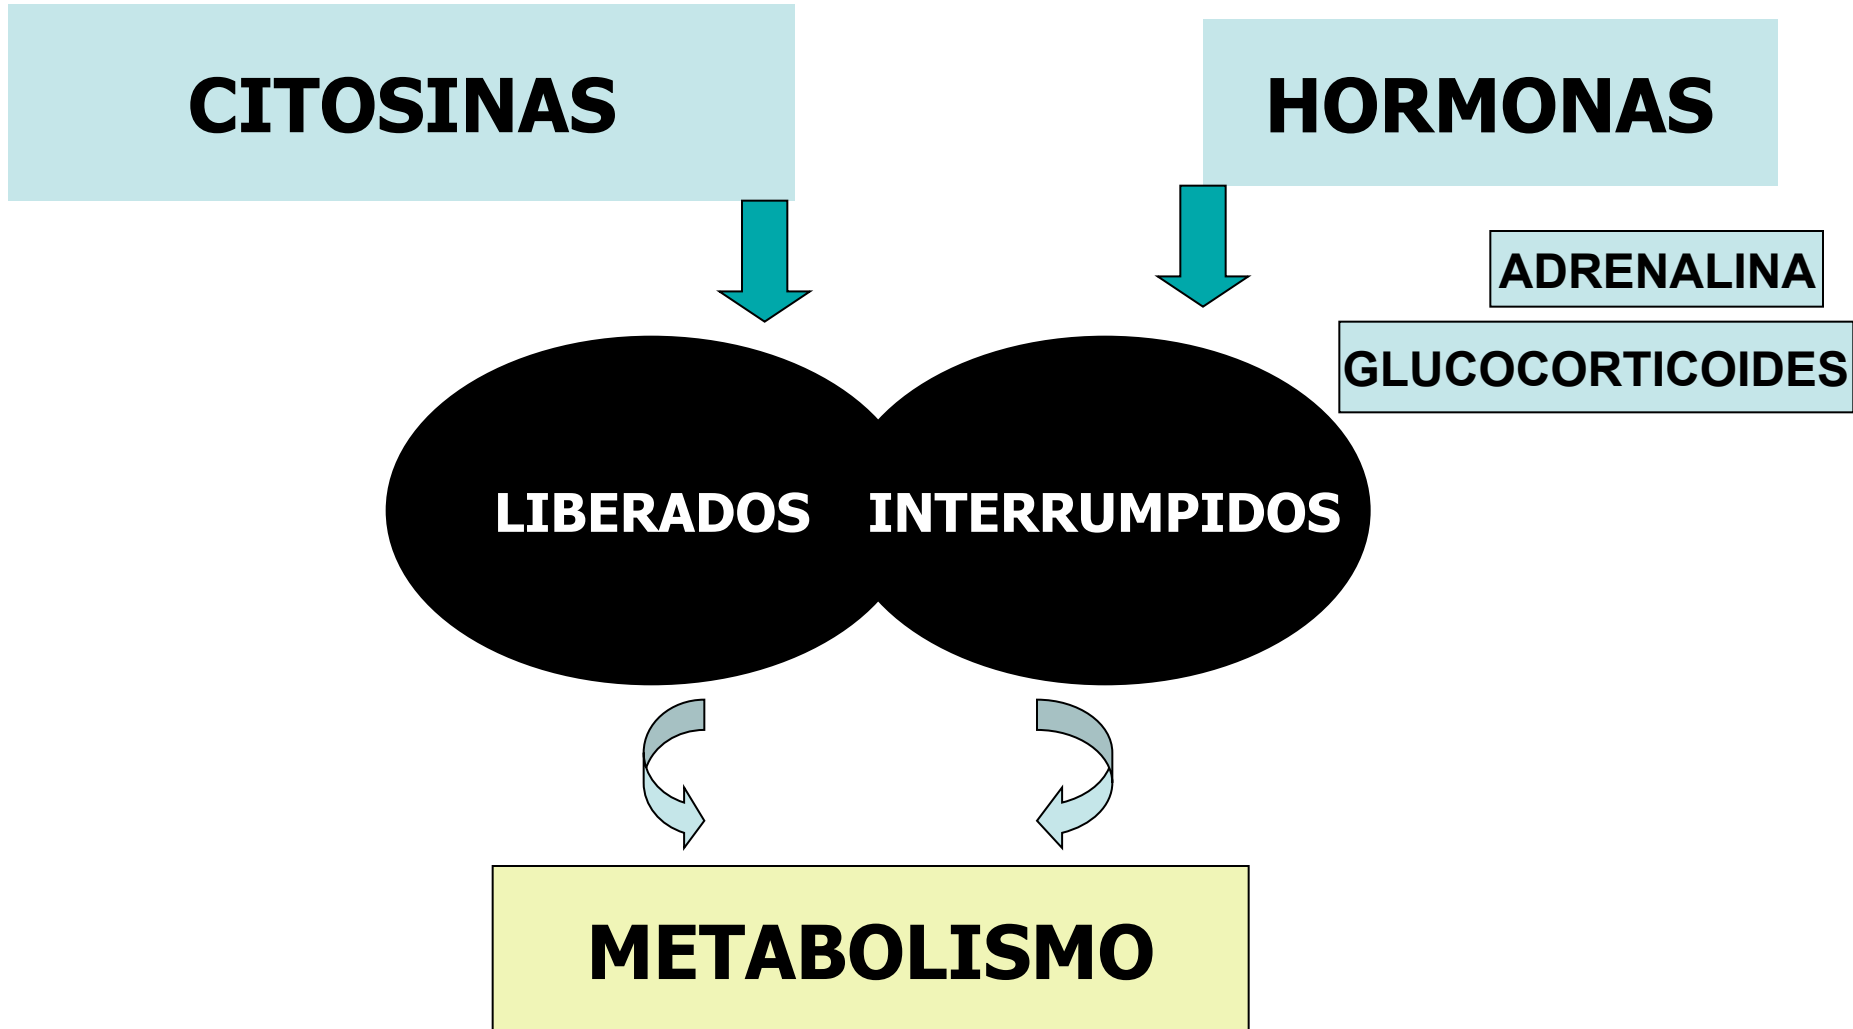 CITOSINAS
HORMONAS
ADRENALINA
GLUCOCORTICOIDES
LIBERADOS
INTERRUMPIDOS
METABOLISMO